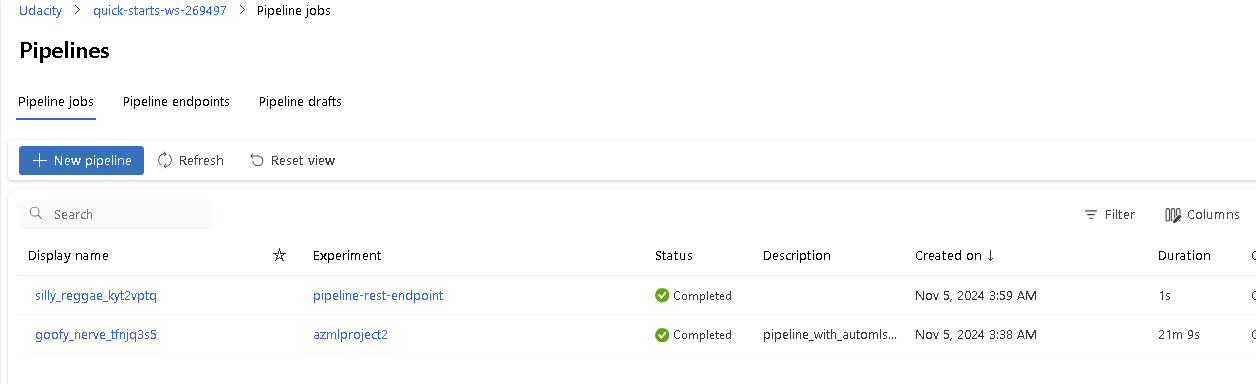 Udacity > quick-starts-ws-269497 > Pipeline jobs
Pipelines
Pipeline jobs Pipeline endpoints Pipeline drafts
+ New pipeline Refresh Reset view
Search Filter Columns
Display name Experiment Status Description Created on ↓ Duration
silly_reggae_kyt2vptq pipeline-rest-endpoint Completed Nov 5, 2024 3:59 AM 1s
goofy_nerve_tfnjq3s5 azmlproject2 Completed pipeline_with_automls... Nov 5, 2024 3:38 AM 21m 9s